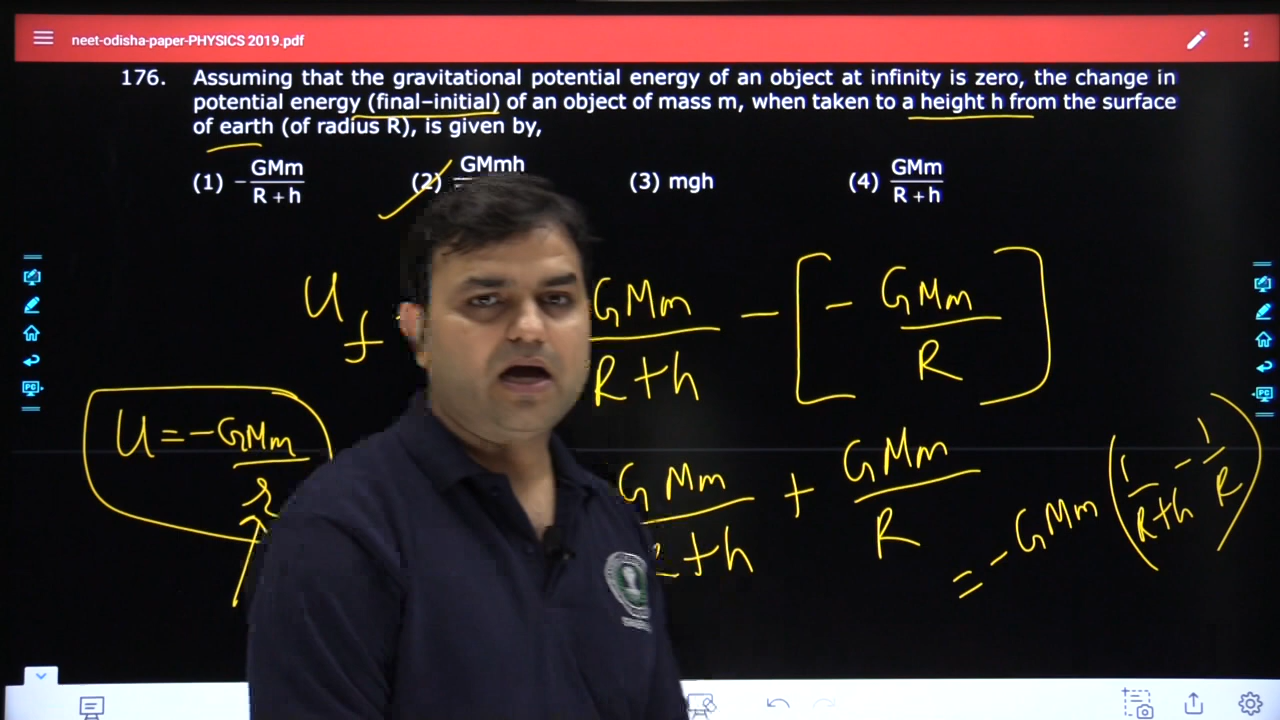 neet-odisha-paper-PHYSICS 2019.pdf
176. Assuming that the gravitational potential energy of an object at infinity is zero, the change in
potential energy (final–initial) of an object of mass m, when taken to a height h from the surface
of earth (of radius R), is given by,
(1) -GMm/R+h (2) GMmh (3) mgh (4) GMm/R+h
U f GMm/R+h - [-GMm/R]
U = -GMm/r
GMm/R+h + GMm/R
= -GMm (1/R+h - 1/R)